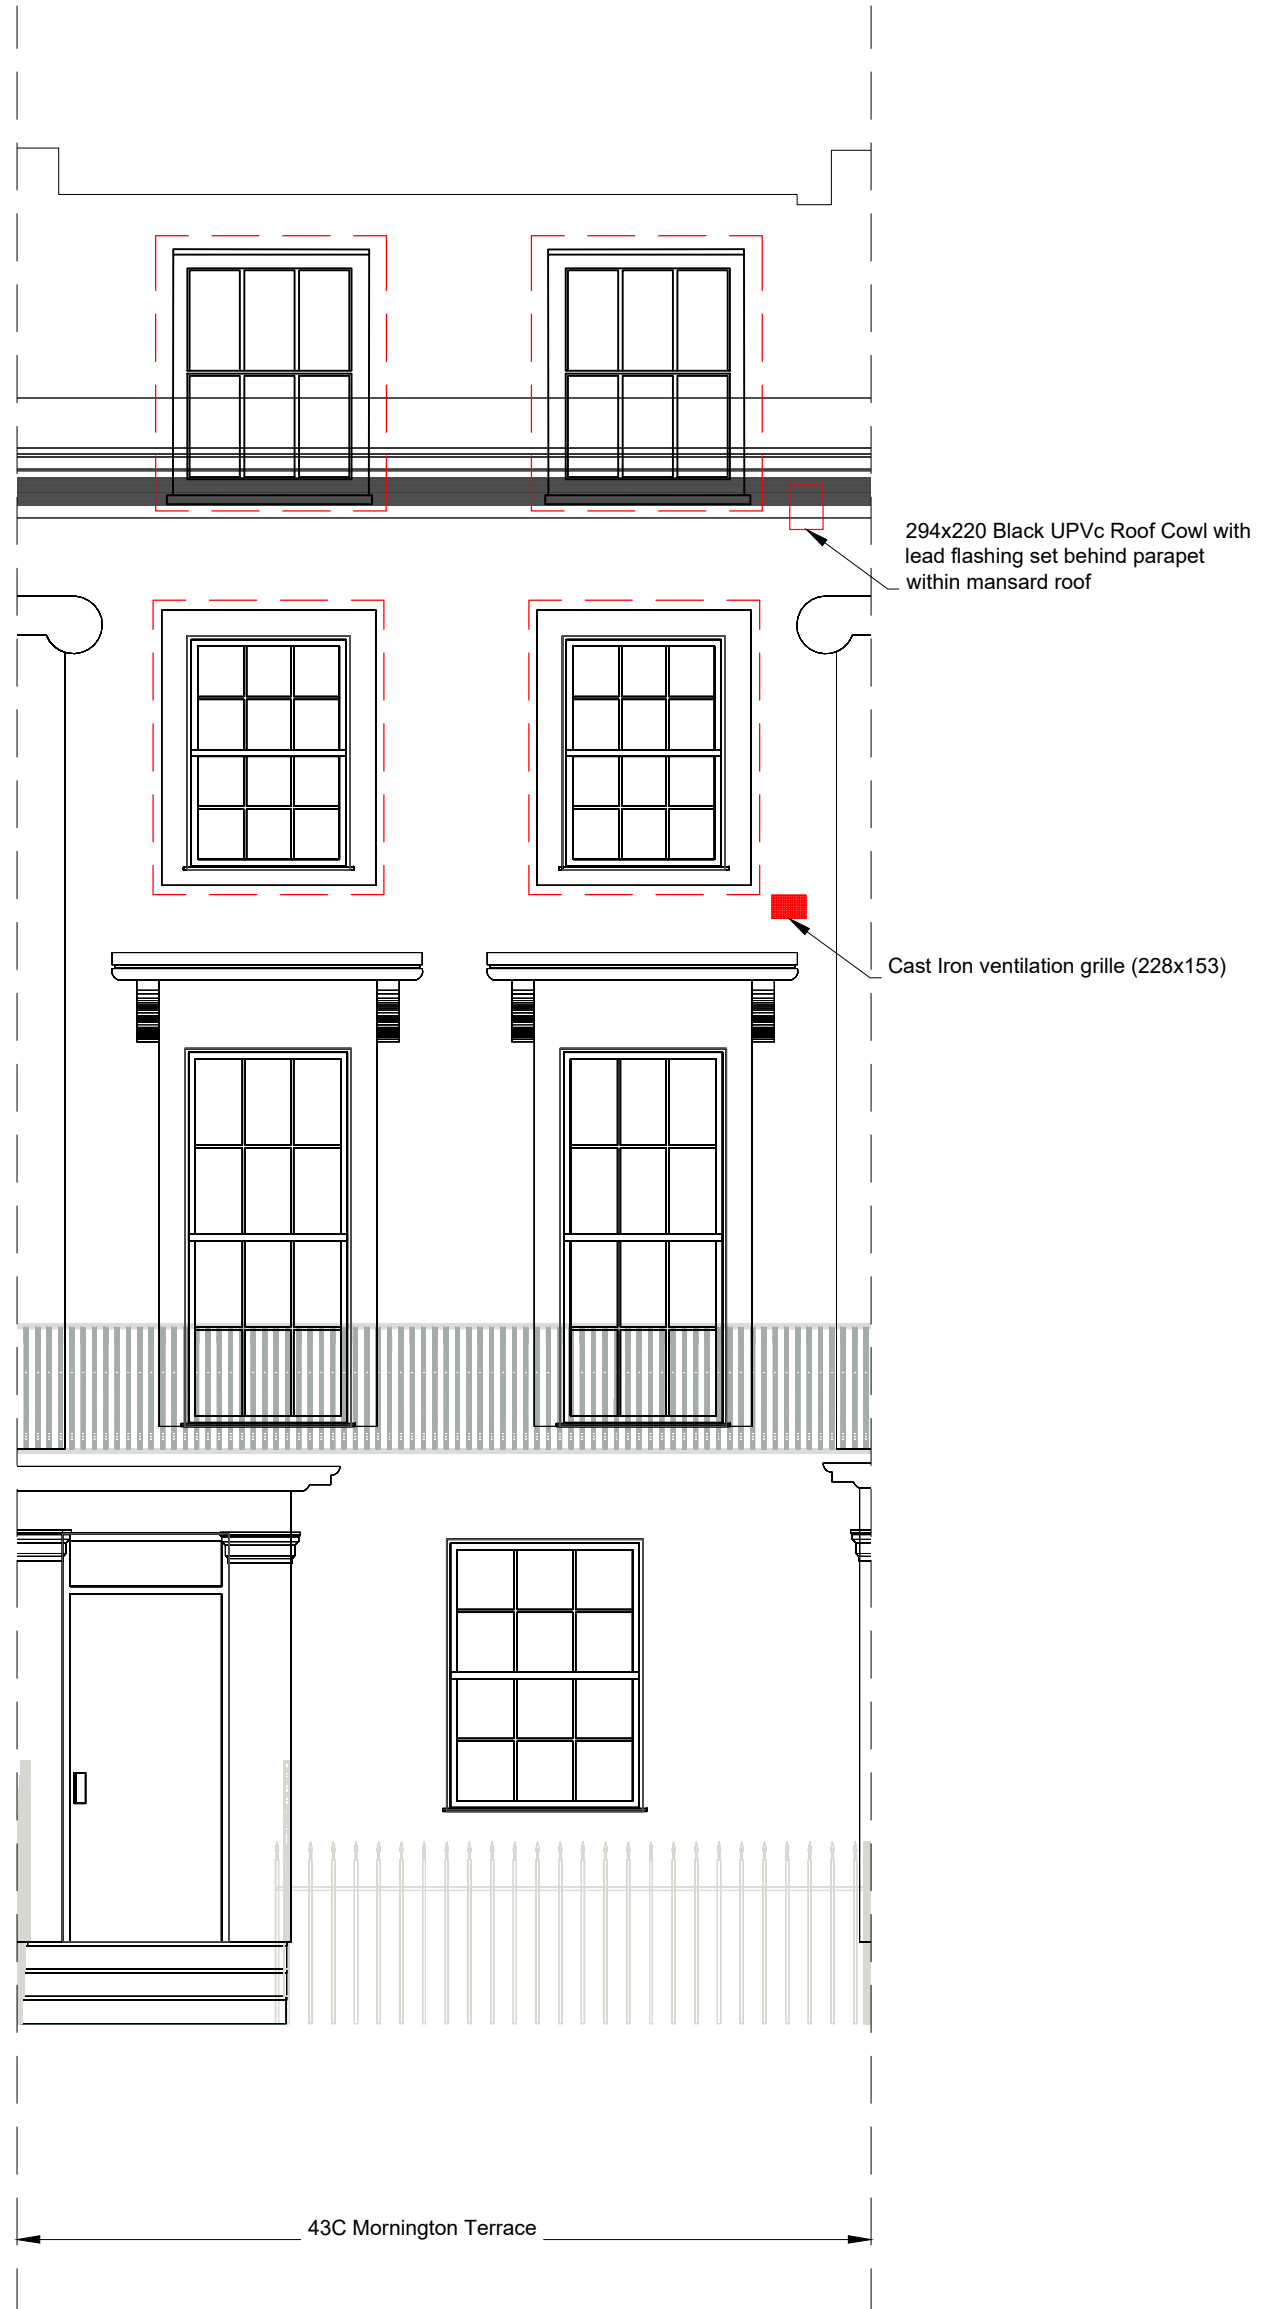 294x220 Black UPVc Roof Cowl with
lead flashing set behind parapet
within mansard roof
Cast Iron ventilation grille (228x153)
43C Mornington Terrace